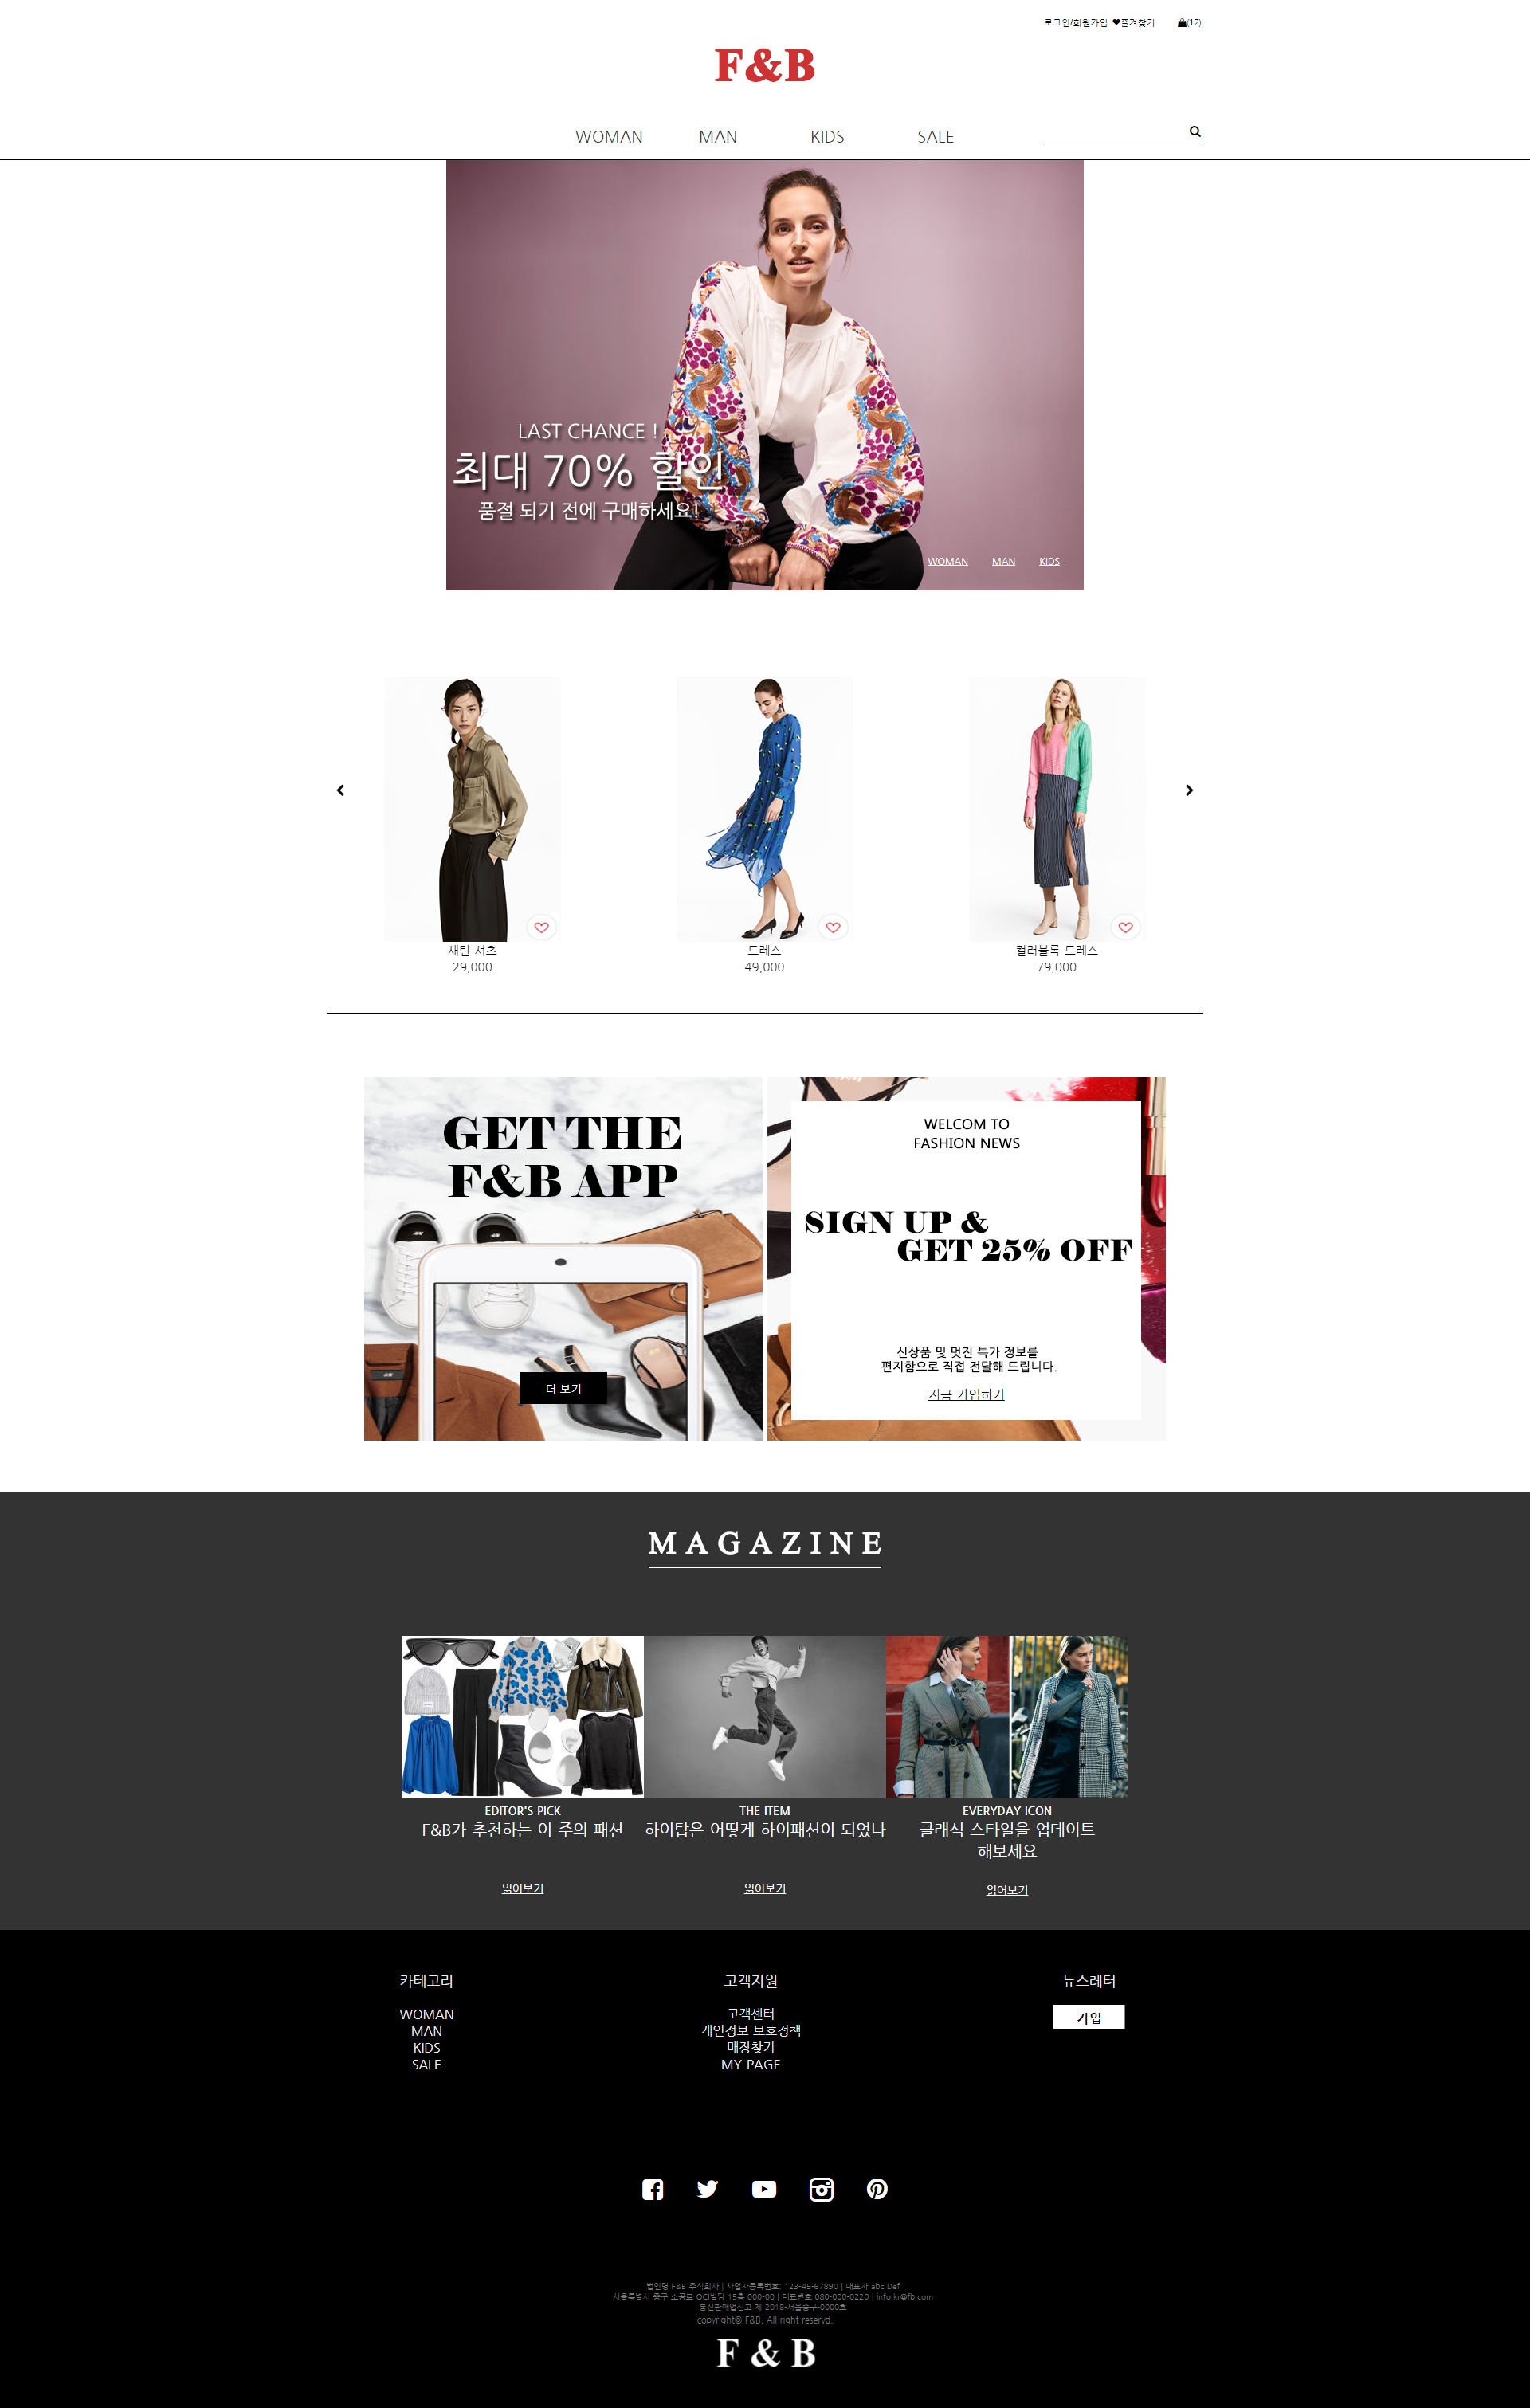 로그인/회원가입 ♥즐겨찾기 (12)
F&B
WOMAN MAN KIDS SALE
LAST CHANCE !
최대 70% 할인
품절 되기 전에 구매하세요!
WOMAN MAN KIDS
새틴 셔츠
29,000
드레스
49,000
컬러블록 드레스
79,000
GET THE
F&B APP
더 보기
WELCOM TO
FASHION NEWS
SIGN UP &
GET 25% OFF
신상품 및 멋진 특가 정보를
편지함으로 직접 전달해 드립니다.
지금 가입하기
MAGAZINE
EDITOR'S PICK
F&B가 추천하는 이 주의 패션
읽어보기
THE ITEM
하이탑은 어떻게 하이패션이 되었나
읽어보기
EVERYDAY ICON
클래식 스타일을 업데이트
해보세요
읽어보기
카테고리
WOMAN
MAN
KIDS
SALE
고객지원
고객센터
개인정보 보호정책
매장찾기
MY PAGE
뉴스레터
가입
법인명 F&B 주식회사 | 사업자등록번호: 123-45-67890 | 대표자 abc Def
서울특별시 중구 소공로 OCI빌딩 15층 000-00 | 대표번호 080-000-0220 | info.kr@fb.com
통신판매업신고 제 2018-서울중구-0000호
copyright© F&B. All right reservd.
F & B